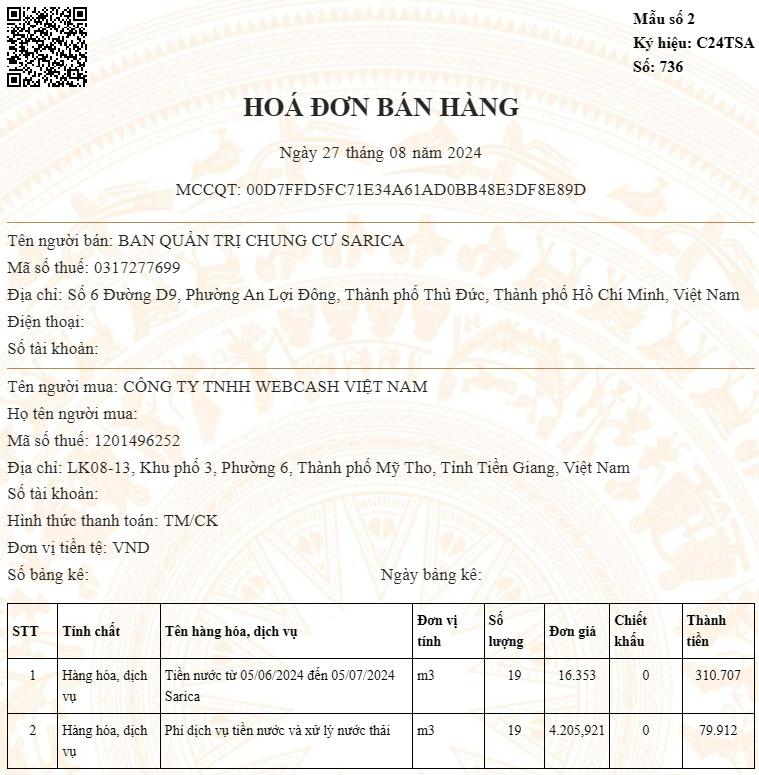 Mẫu số 2
Ký hiệu: C24TSA
Số: 736
HOÁ ĐƠN BÁN HÀNG
Ngày 27 tháng 08 năm 2024
MCCQT: 00D7FFD5FC71E34A61AD0BB48E3DF8E89D
Tên người bán: BAN QUẢN TRỊ CHUNG CƯ SARICA
Mã số thuế: 0317277699
Địa chỉ: Số 6 Đường D9, Phường An Lợi Đông, Thành phố Thủ Đức, Thành phố Hồ Chí Minh, Việt Nam
Điện thoại:
Số tài khoản:
Tên người mua: CÔNG TY TNHH WEBCASH VIỆT NAM
Họ tên người mua:
Mã số thuế: 1201496252
Địa chỉ: LK08-13, Khu phố 3, Phường 6, Thành phố Mỹ Tho, Tỉnh Tiền Giang, Việt Nam
Số tài khoản:
Hình thức thanh toán: TM/CK
Đơn vị tiền tệ: VND
Số bảng kê: Ngày bảng kê:
STT Tính chất Tên hàng hóa, dịch vụ Đơn vị tính Số lượng Đơn giá Chiết khấu Thành tiền
1 Hàng hóa, dịch vụ Tiền nước từ 05/06/2024 đến 05/07/2024 Sarica m3 19 16.353 0 310.707
2 Hàng hóa, dịch vụ Phí dịch vụ tiền nước và xử lý nước thải m3 19 4.205,921 0 79.912